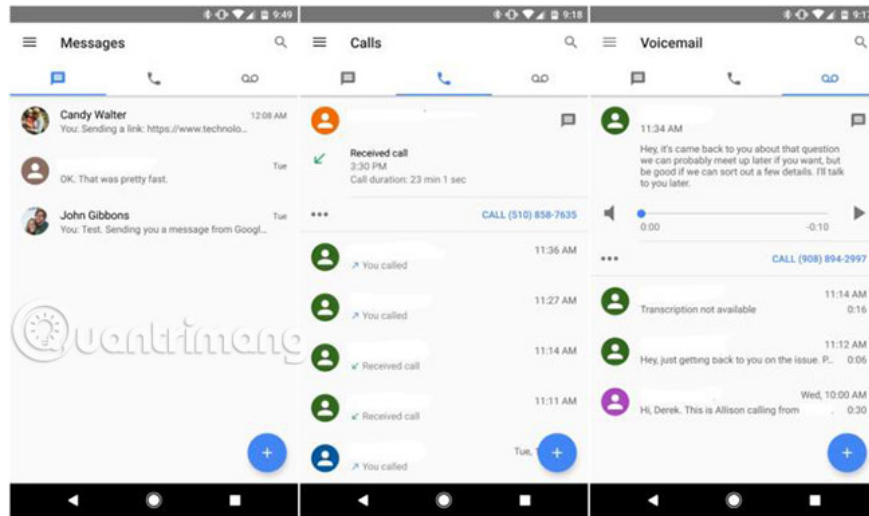 9:49
Messages
Candy Walter
12:08 AM
You: Sending a link: https://www.technolo...
Tue
OK. That was pretty fast.
John Gibbons
Tue
You: Test. Sending you a message from Googl...
Quantrimang
9:18
Calls
Received call
3:30 PM
Call duration: 23 min 1 sec
CALL (510) 858-7635
11:36 AM
You called
11:27 AM
You called
11:14 AM
Received call
11:11 AM
Received call
Tue,
You called
Voicemail
11:34 AM
Hey, it's came back to you about that question
we can probably meet up later if you want, but
be good if we can sort out a few details. I'll talk
to you later.
0:00
-0:10
CALL (908) 894-2997
11:14 AM
Transcription not available
0:16
11:12 AM
Hey, just getting back to you on the issue. P...
0:06
Wed, 10:00 AM
Hi, Derek. This is Allison calling from
0:30